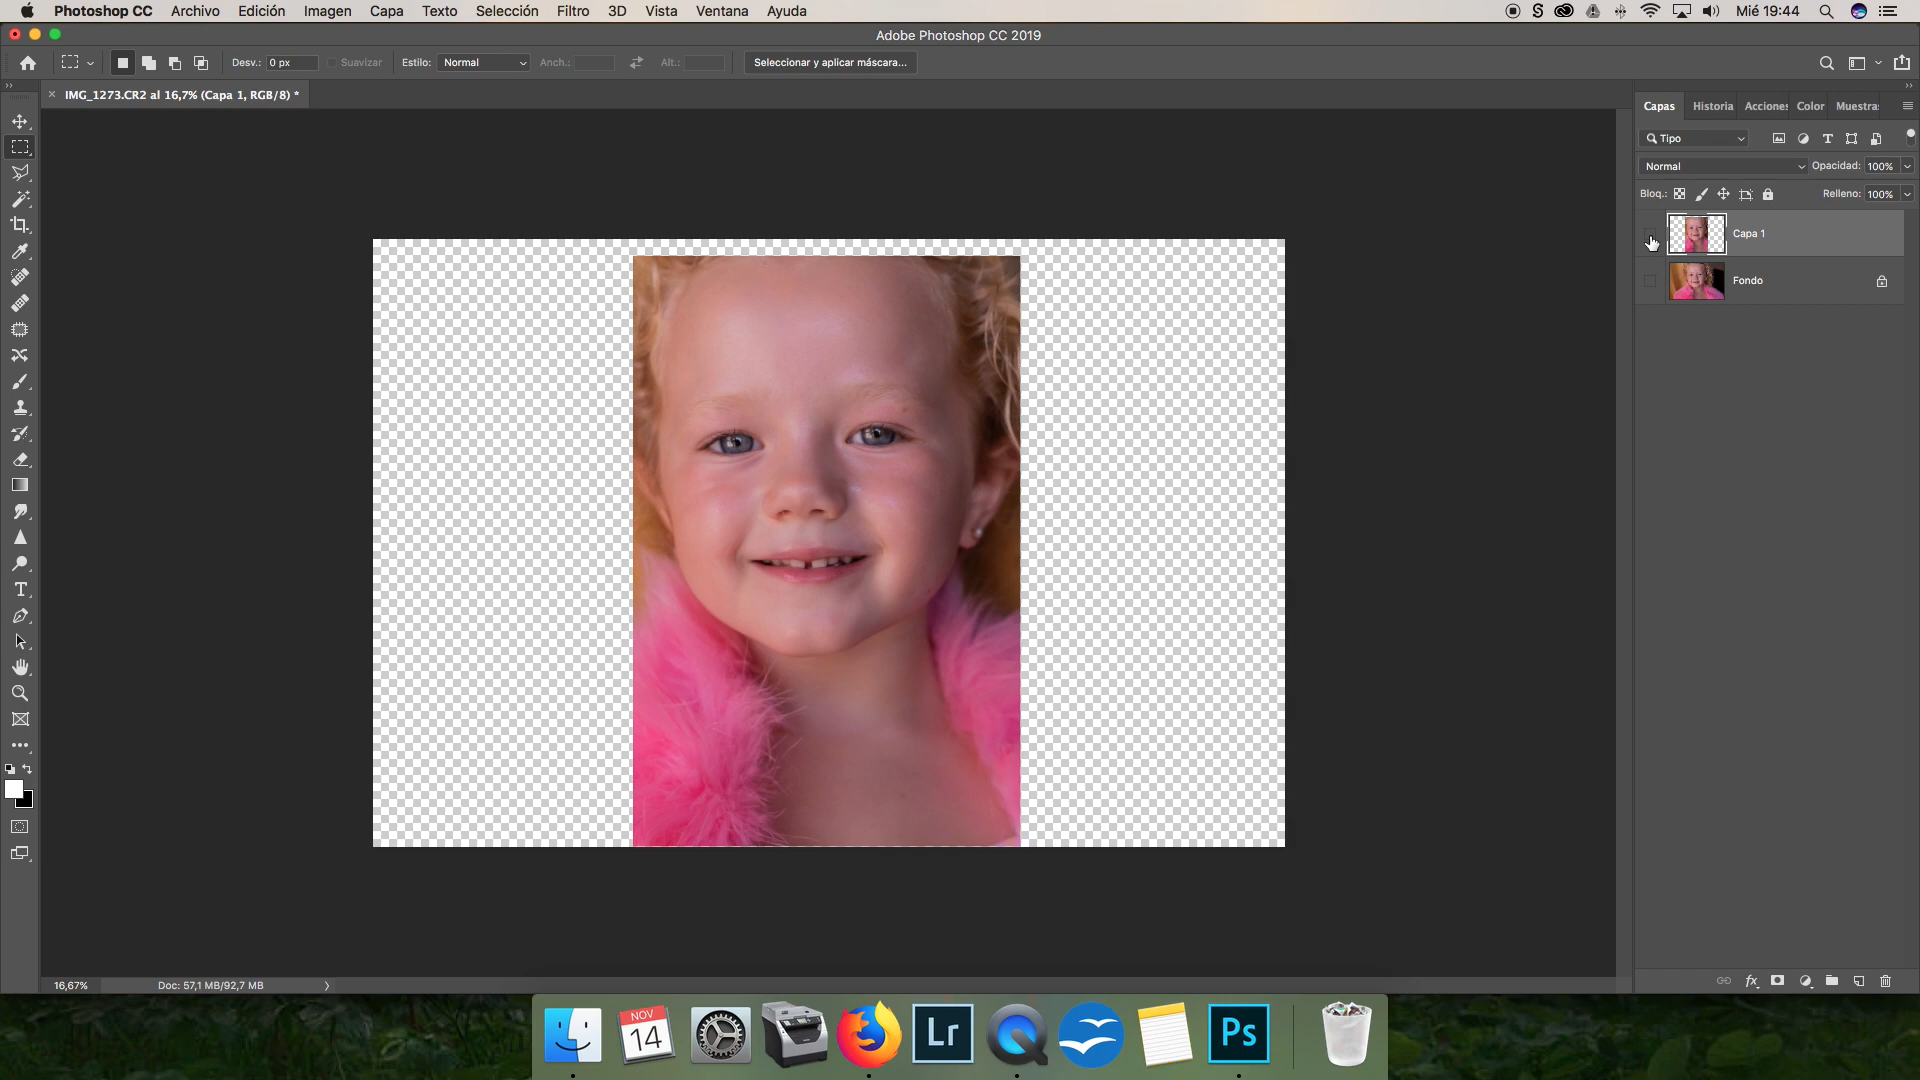 Photoshop CC Archivo Edición Imagen Capa Texto Selección Filtro 3D Vista Ventana Ayuda Mié 19:44
Adobe Photoshop CC 2019
Desv.: 0 px Suavizar Estilo: Normal Anch.: Alt.: Seleccionar y aplicar máscara...
IMG_1273.CR2 al 16,7% (Capa 1, RGB/8) *
Capas Historia Acciones Color Muestra
Tipo
Normal Opacidad: 100%
Bloq.: Relleno: 100%
Capa 1
Fondo
16,67% Doc: 57,1 MB/92,7 MB
NOV
14
Lr
Ps